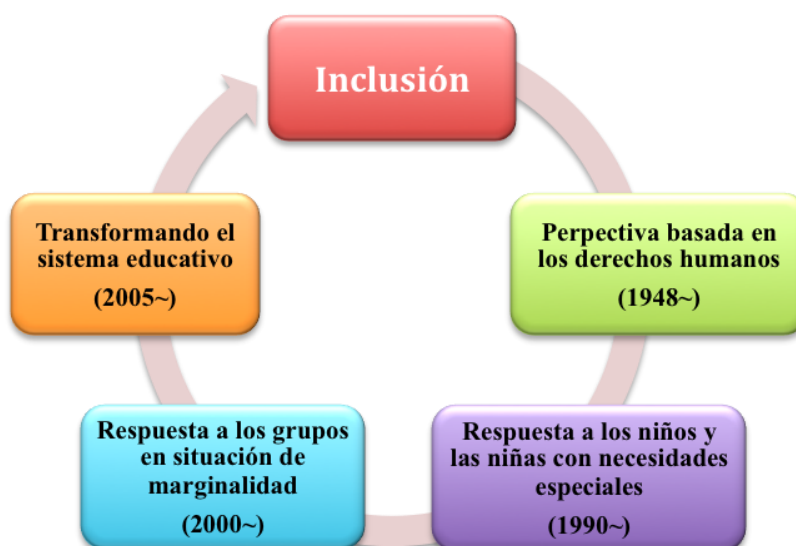 Inclusión
Perpectiva basada en
los derechos humanos
(1948~)
Respuesta a los niños y
las niñas con necesidades
especiales
(1990~)
Respuesta a los grupos
en situación de
marginalidad
(2000~)
Transformando el
sistema educativo
(2005~)